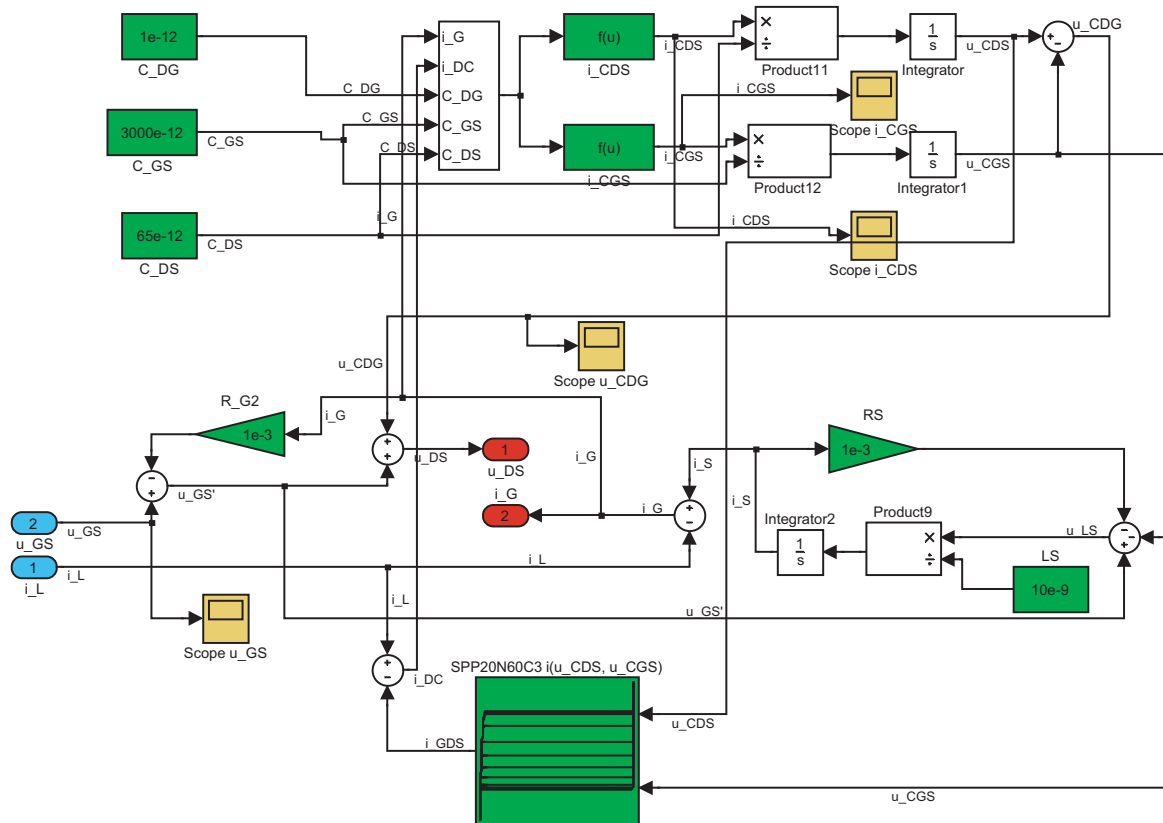 1e-12
C_DG
3000e-12
C_GS
C_GS
65e-12
C_DS
C_DS
C_DG
C_GS
C_DS
i_G
i_G
i_DC
C_DG
C_GS
C_DS
f(u)
i_CDS
i_CDS
f(u)
i_CGS
i_CGS
i_CGS
i_CDS
×
÷
Product11
×
÷
Product12
1
s
Integrator
u_CDS
1
s
Integrator1
u_CGS
Scope i_CGS
Scope i_CDS
+
-
u_CDG
Scope u_CDG
u_CDG
R_G2
1e-3
i_G
-
+
u_GS'
+
+
u_DS
1
u_DS
i_G
2
i_G
i_G
+
-
i_S
i_S
RS
1e-3
Integrator2
1
s
Product9
×
÷
u_LS
LS
10e-9
-
+
-
2
u_GS
u_GS
1
i_L
i_L
Scope u_GS
i_L
i_L
u_GS'
+
-
i_DC
i_GDS
SPP20N60C3 i(u_CDS, u_CGS)
u_CDS
u_CGS